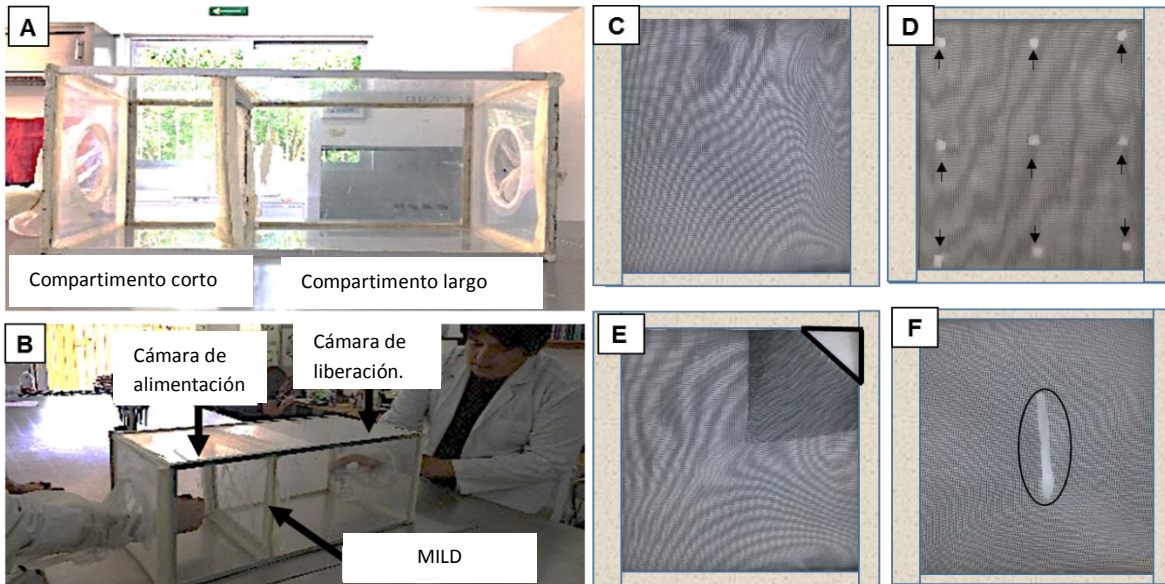 A
Compartimento corto
Compartimento largo
B
Cámara de
alimentación
Cámara de
liberación.
MILD
C
D
E
F